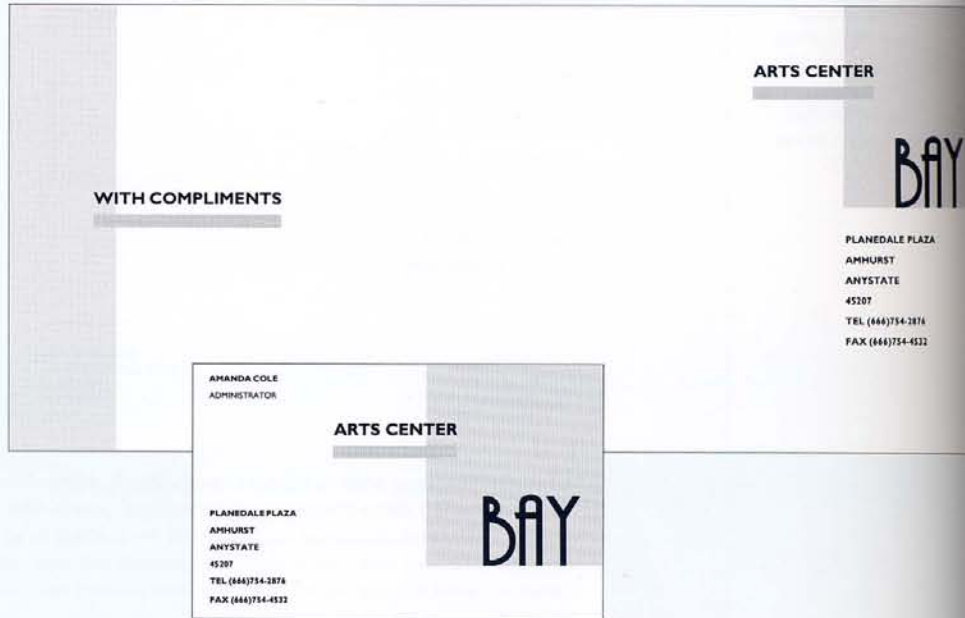 ARTS CENTER
BAY
WITH COMPLIMENTS
PLANEDALE PLAZA
AMHURST
ANYSTATE
45207
TEL (666)754-2876
FAX (666)754-4532
AMANDA COLE
ADMINISTRATOR
ARTS CENTER
BAY
PLANEDALE PLAZA
AMHURST
ANYSTATE
45207
TEL (666)754-2876
FAX (666)754-4532